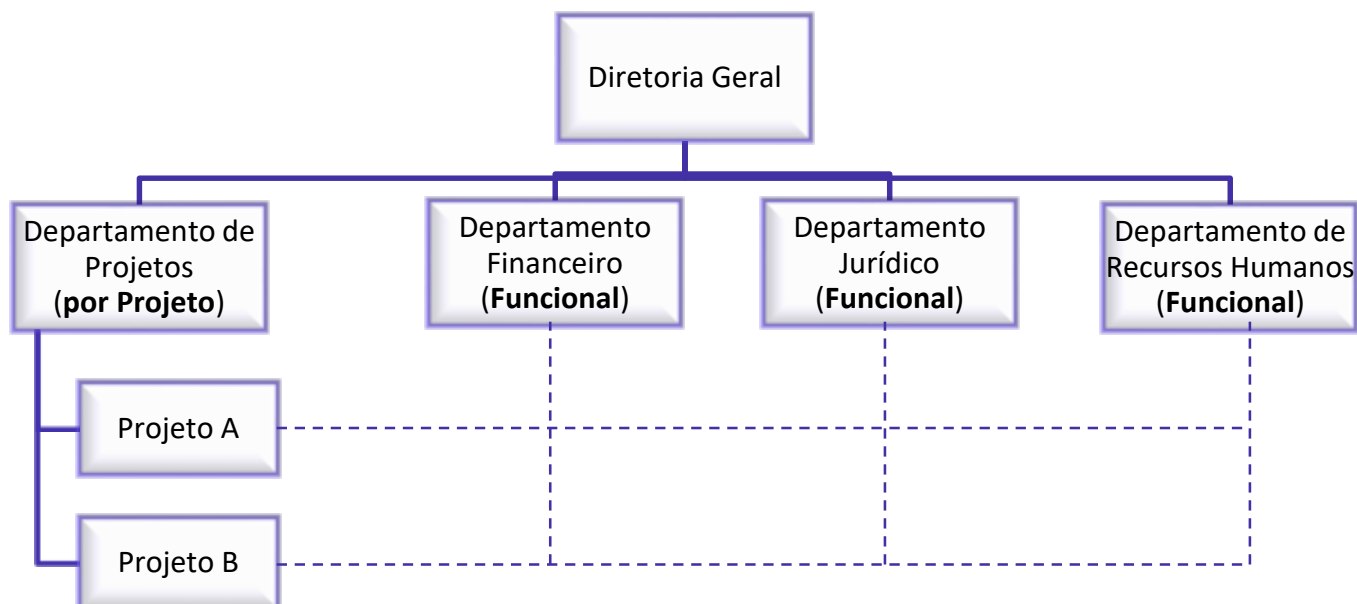 Diretoria Geral
Departamento de
Projetos
(por Projeto)
Departamento
Financeiro
(Funcional)
Departamento
Jurídico
(Funcional)
Departamento de
Recursos Humanos
(Funcional)
Projeto A
Projeto B